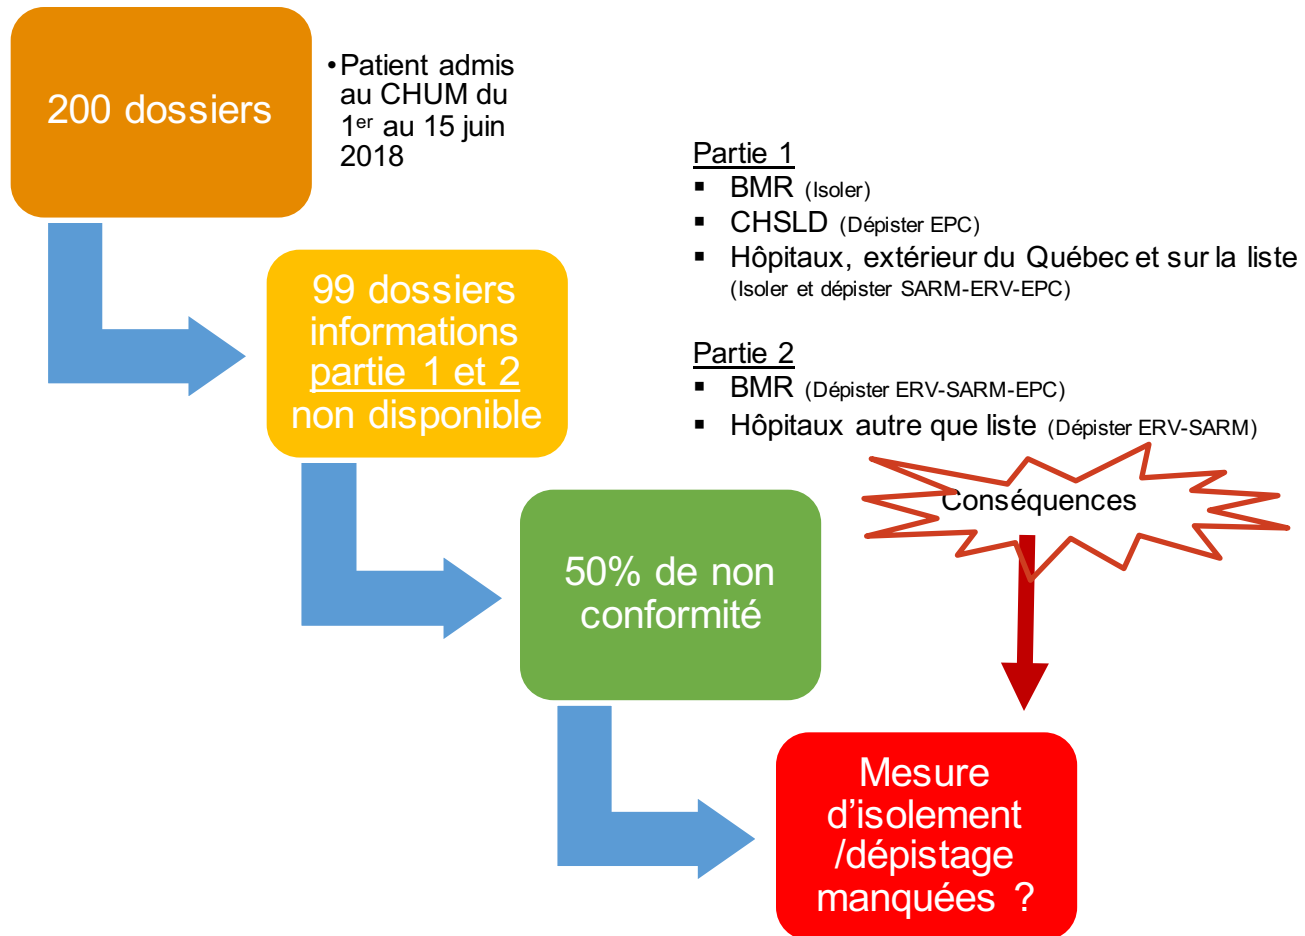 200 dossiers
•Patient admis
au CHUM du
1er au 15 juin
2018
Partie 1
▪ BMR (Isoler)
▪ CHSLD (Dépister EPC)
▪ Hôpitaux, extérieur du Québec et sur la liste
(Isoler et dépister SARM-ERV-EPC)
99 dossiers
informations
partie 1 et 2
non disponible
Partie 2
▪ BMR (Dépister ERV-SARM-EPC)
▪ Hôpitaux autre que liste (Dépister ERV-SARM)
Conséquences
50% de non
conformité
Mesure
d’isolement
/dépistage
manquées ?